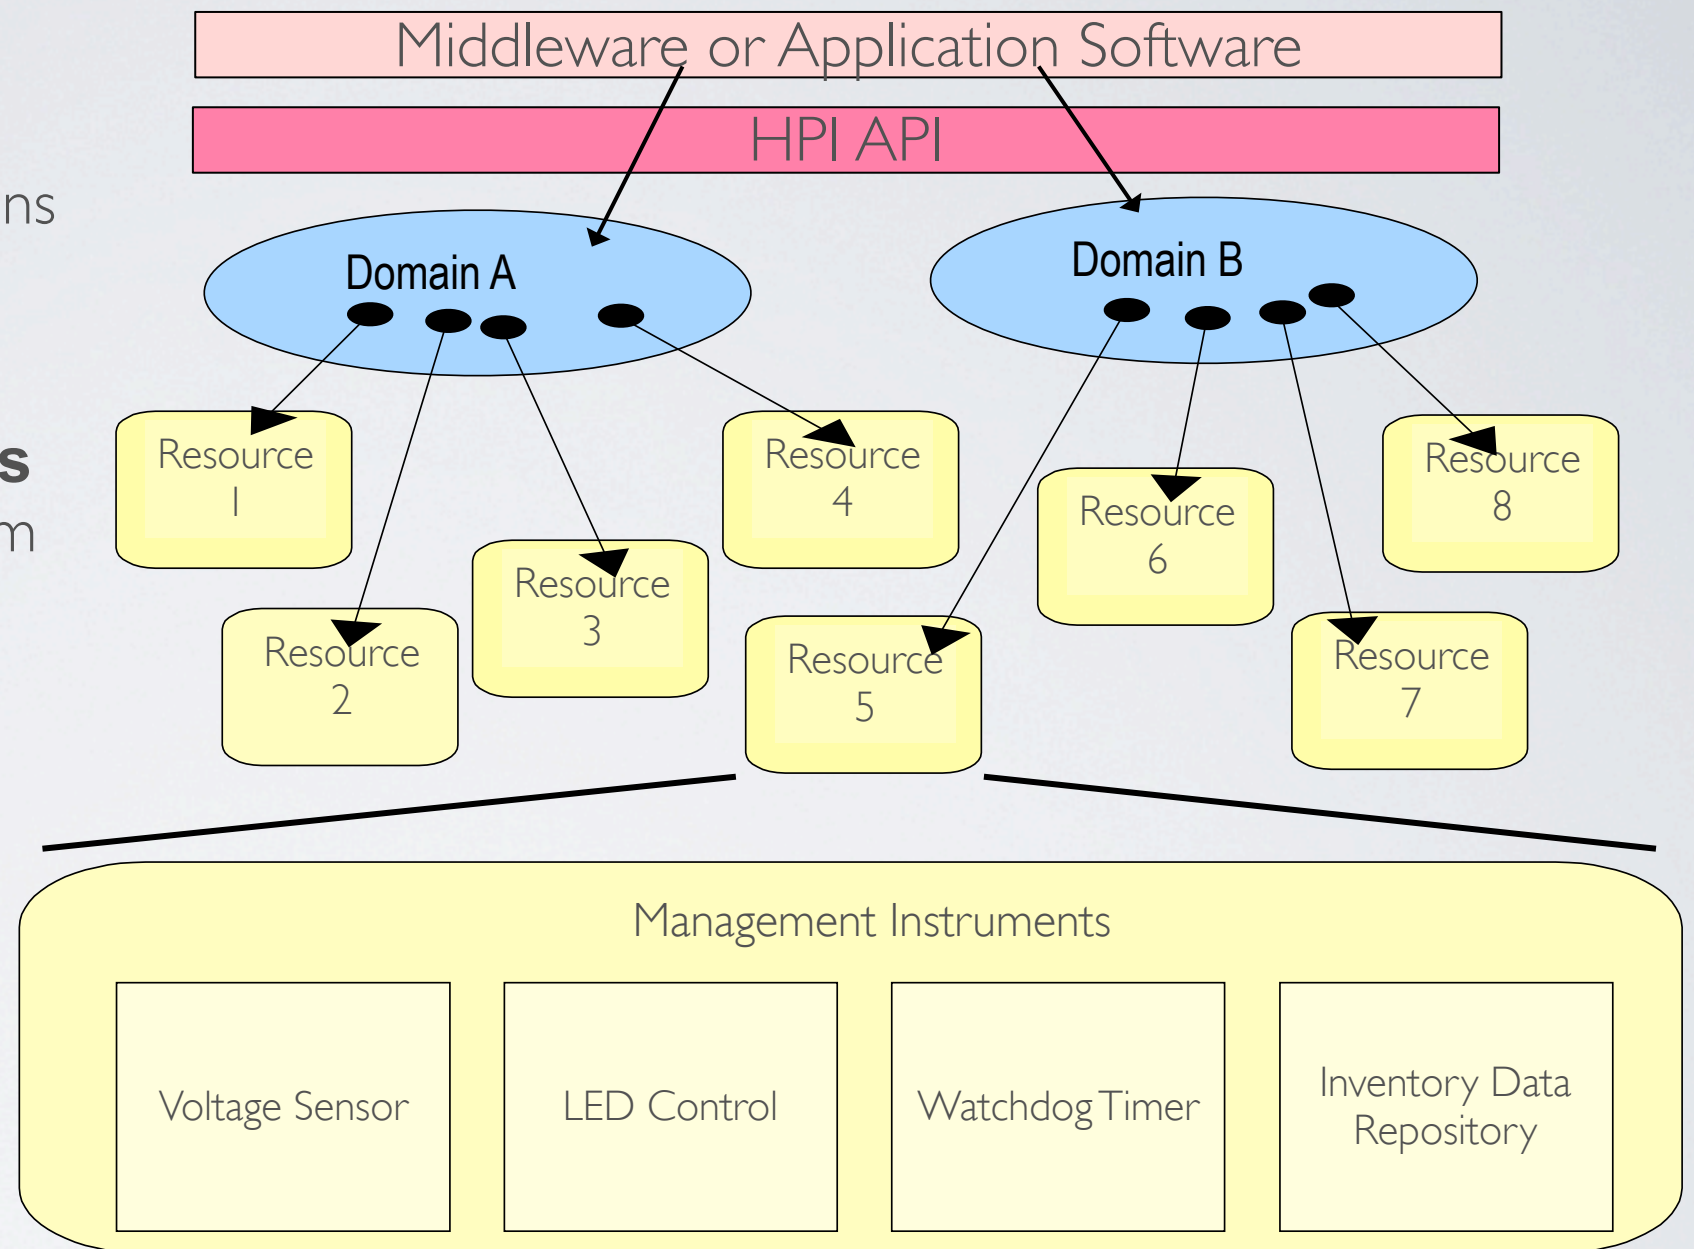 Middleware or Application Software
HPI API
ns
Domain A
Domain B
s
m
Resource
1
Resource
4
Resource
8
Resource
6
Resource
3
Resource
2
Resource
5
Resource
7
Management Instruments
Voltage Sensor
LED Control
Watchdog Timer
Inventory Data
Repository